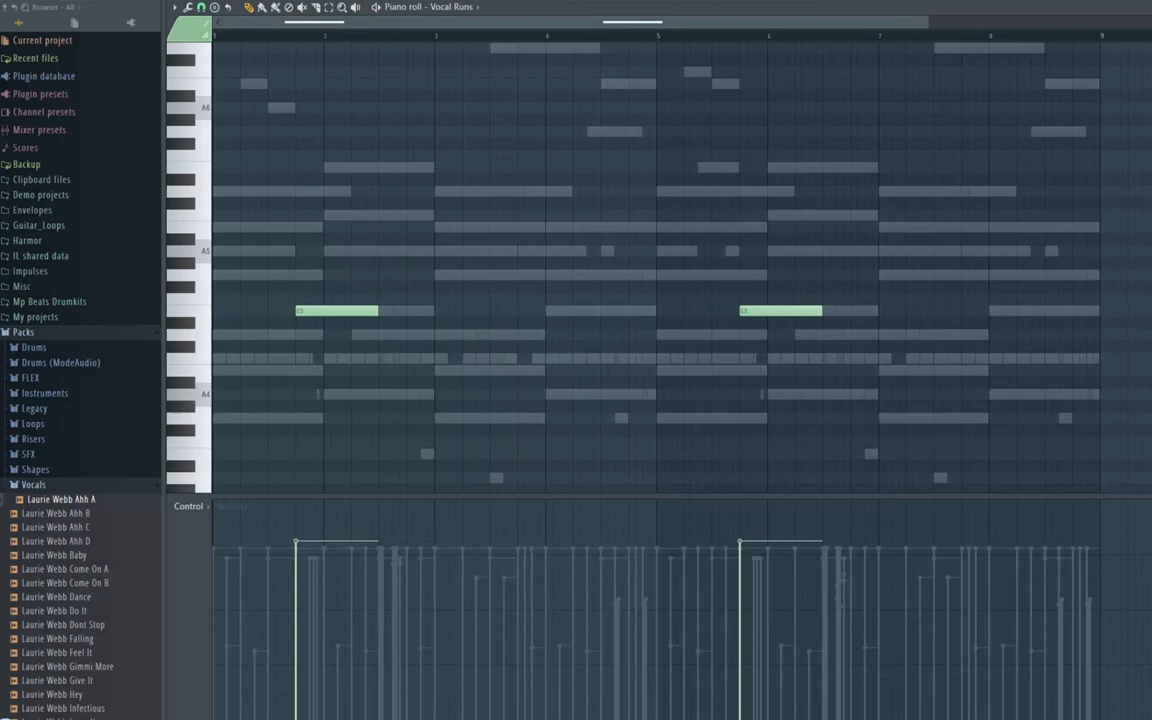 Browser - All
Piano roll - Vocal Runs
1 2 3 4 5 6 7 8 9
Current project
Recent files
Plugin database
Plugin presets
Channel presets
Mixer presets
Scores
Backup
Clipboard files
Demo projects
Envelopes
Guitar_Loops
Harmor
IL shared data
Impulses
Misc
Mp Beats Drumkits
My projects
Packs
Drums
Drums (ModeAudio)
FLEX
Instruments
Legacy
Loops
Risers
SFX
Shapes
Vocals
Laurie Webb Ahh A
Laurie Webb Ahh B
Laurie Webb Ahh C
Laurie Webb Ahh D
Laurie Webb Baby
Laurie Webb Come On A
Laurie Webb Come On B
Laurie Webb Dance
Laurie Webb Do It
Laurie Webb Dont Stop
Laurie Webb Falling
Laurie Webb Feel It
Laurie Webb Gimmi More
Laurie Webb Give It
Laurie Webb Hey
Laurie Webb Infectious
A6
A5
E5 E5
A4
Control